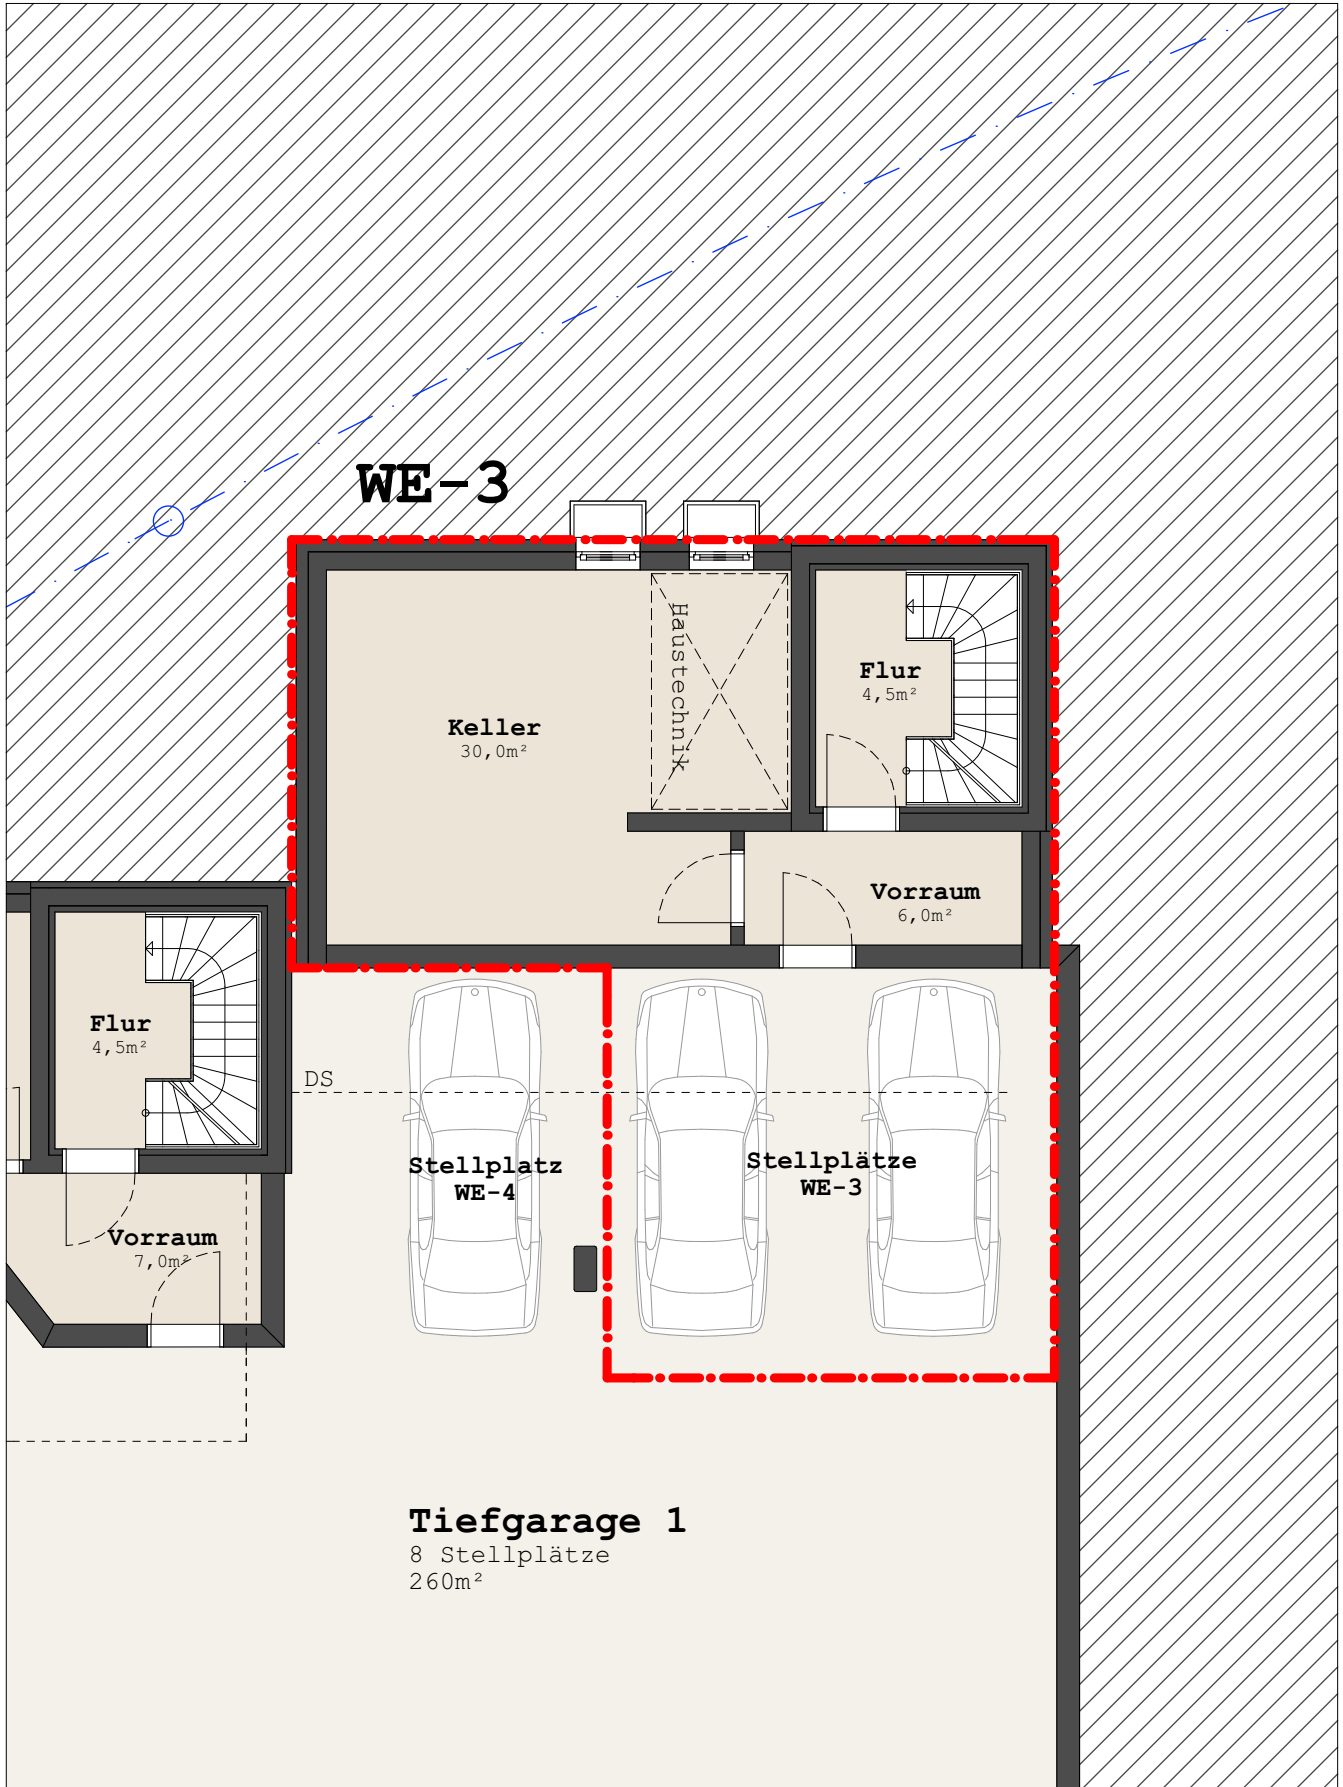 WE-3
Haustechnik
Flur
4,5m²
Keller
30,0m²
Vorraum
6,0m²
Flur
4,5m²
DS
Stellplatz
WE-4
Stellplätze
WE-3
Vorraum
7,0m²
Tiefgarage 1
8 Stellplätze
260m²